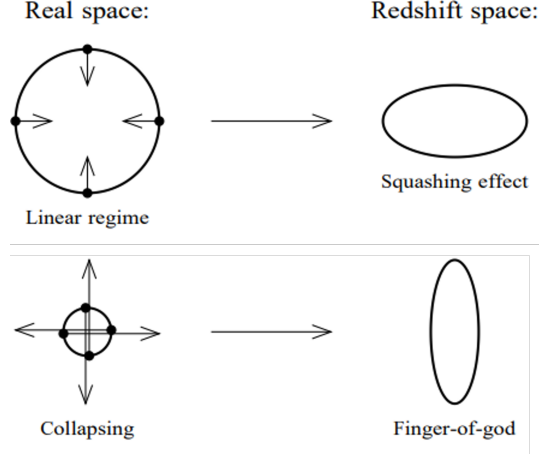 Real space:
Redshift space:
Squashing effect
Linear regime
Collapsing
Finger-of-god